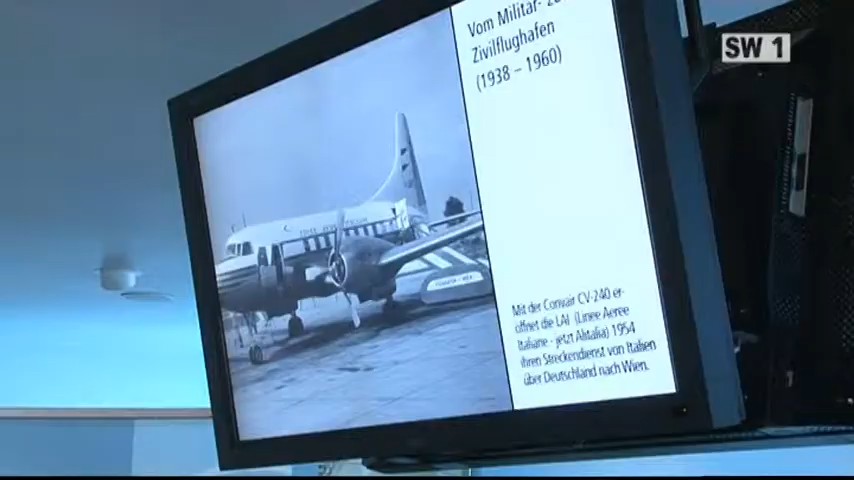 Vom Militär- zu
Zivilflughafen
(1938 – 1960)
SW 1
Mit der Convair CV-240 er-
öffnet die LAI (Linee Aeree
Italiane - jetzt Alitalia) 1954
ihren Streckendienst von Italien
über Deutschland nach Wien.